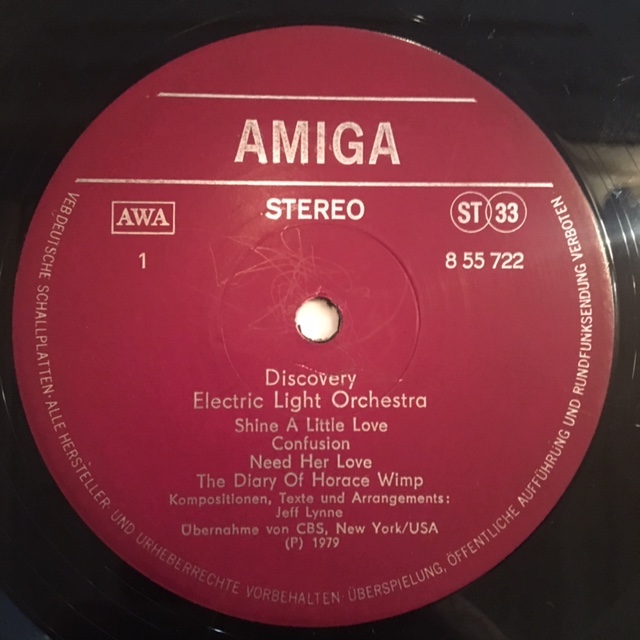 AMIGA
STEREO
AWA
ST 33
1
8 55 722
Discovery
Electric Light Orchestra
Shine A Little Love
Confusion
Need Her Love
The Diary Of Horace Wimp
Kompositionen, Texte und Arrangements:
Jeff Lynne
Übernahme von CBS, New York/USA
(P) 1979
VEB DEUTSCHE SCHALLPLATTEN · ALLE HERSTELLER- UND URHEBERRECHTE VORBEHALTEN · ÜBERSPIELUNG, ÖFFENTLICHE AUFFÜHRUNG UND RUNDFUNKSENDUNG VERBOTEN